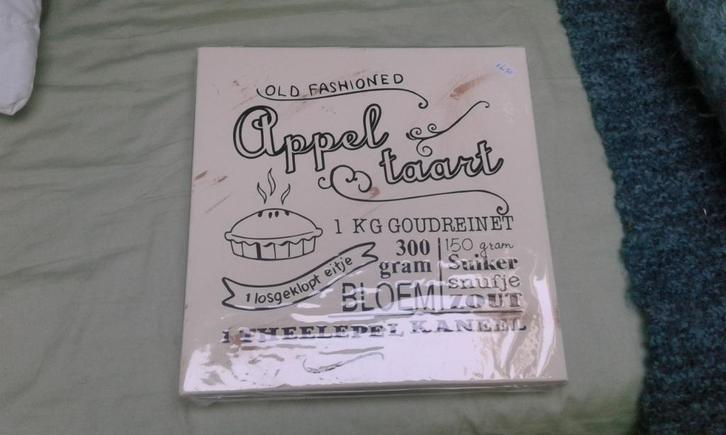 OLD FASHIONED
Appel
taart
1 KG GOUDREINET
300 gram
150 gram Suiker
1 losgeklopt eitje
BLOEM
snufje ZOUT
1 THEELEPEL KANEEL